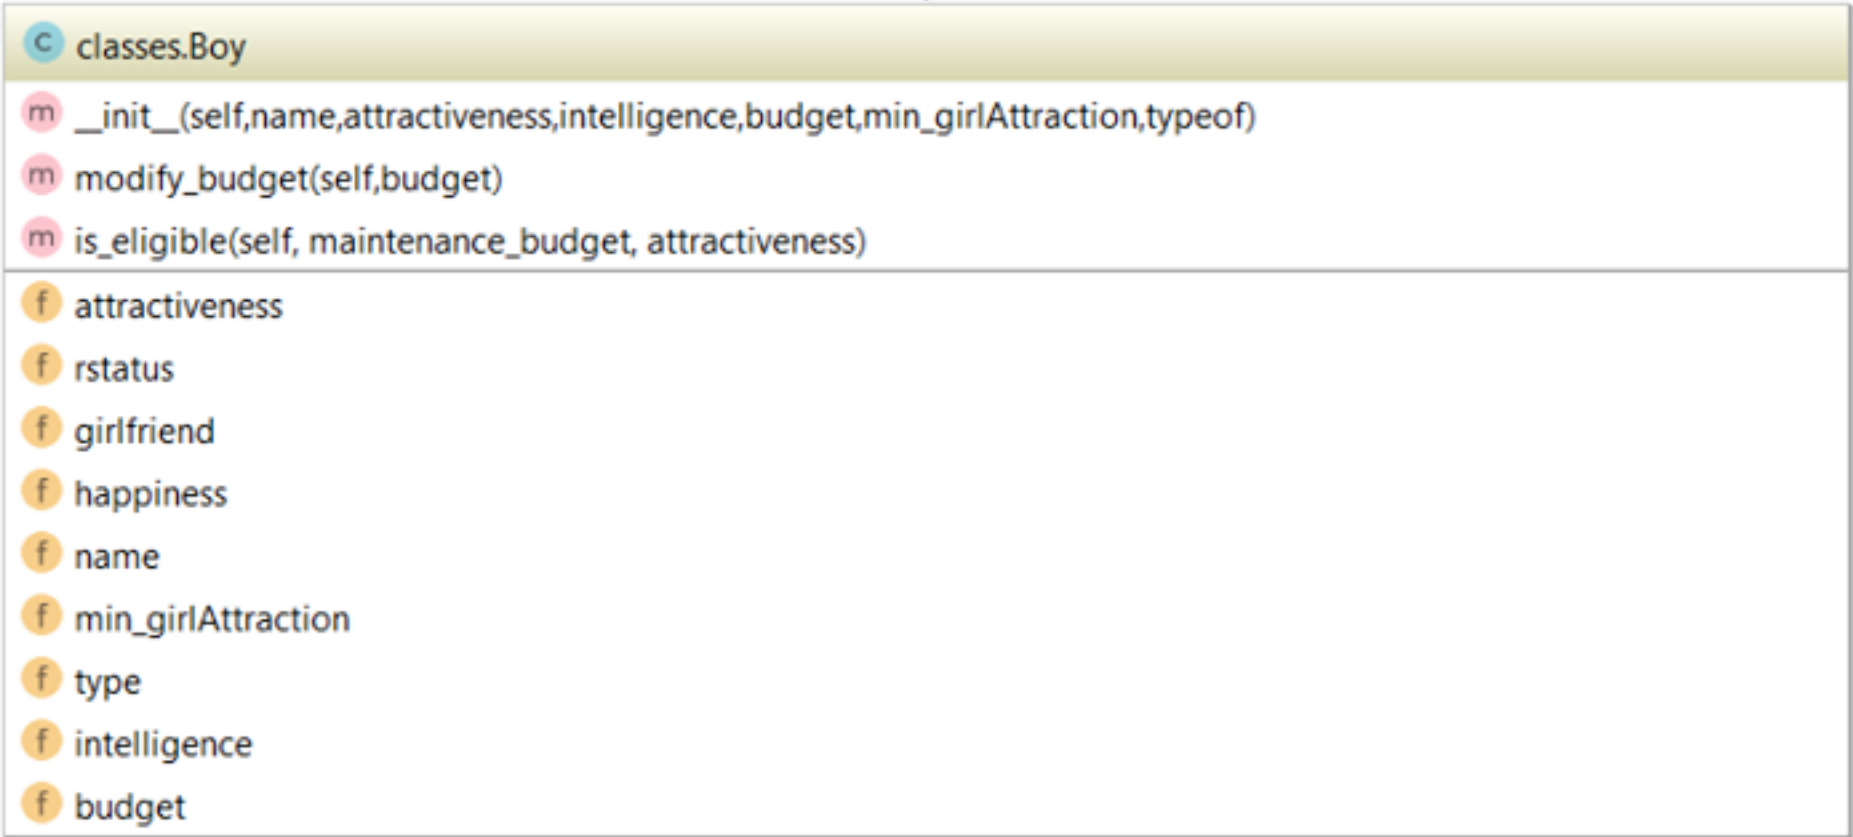 C classes.Boy
m __init__(self,name,attractiveness,intelligence,budget,min_girlAttraction,typeof)
m modify_budget(self,budget)
m is_eligible(self, maintenance_budget, attractiveness)
f attractiveness
f rstatus
f girlfriend
f happiness
f name
f min_girlAttraction
f type
f intelligence
f budget